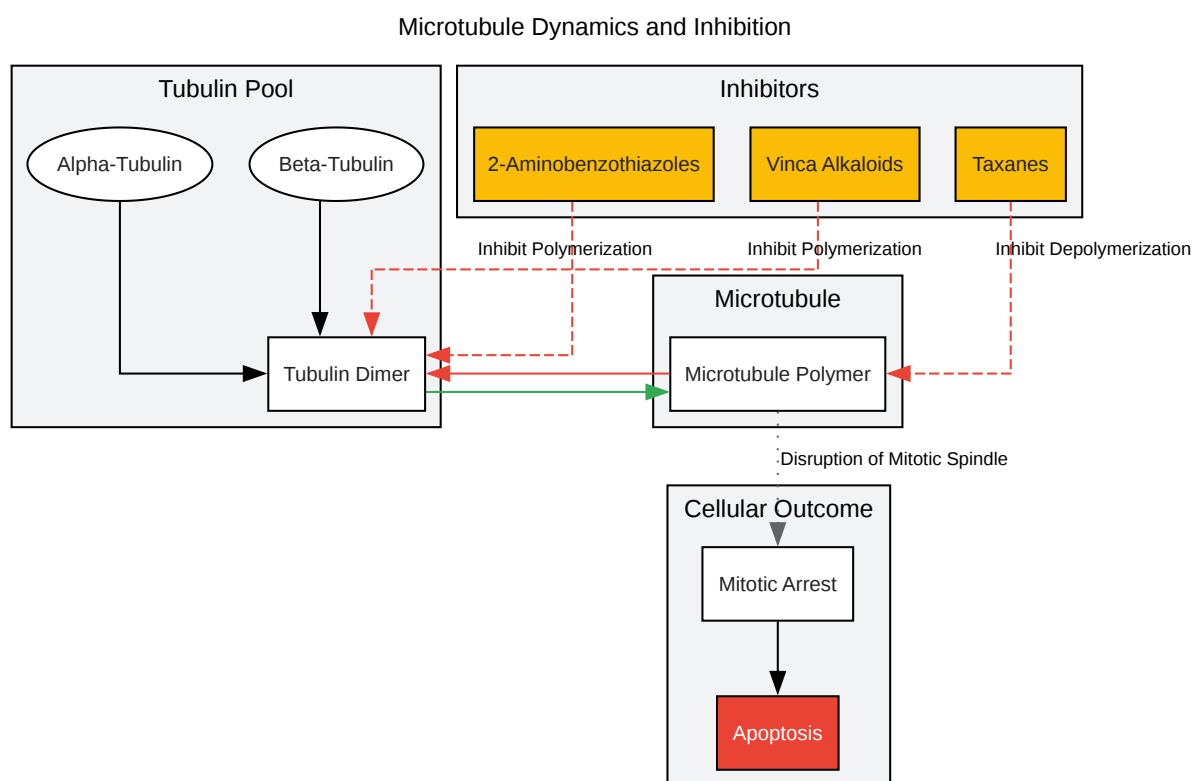 Microtubule Dynamics and Inhibition
Tubulin Pool
Inhibitors
Alpha-Tubulin
Beta-Tubulin
2-Aminobenzothiazoles
Vinca Alkaloids
Taxanes
Inhibit Polymerization
Inhibit Polymerization
Inhibit Depolymerization
Microtubule
Tubulin Dimer
Microtubule Polymer
Disruption of Mitotic Spindle
Cellular Outcome
Mitotic Arrest
Apoptosis